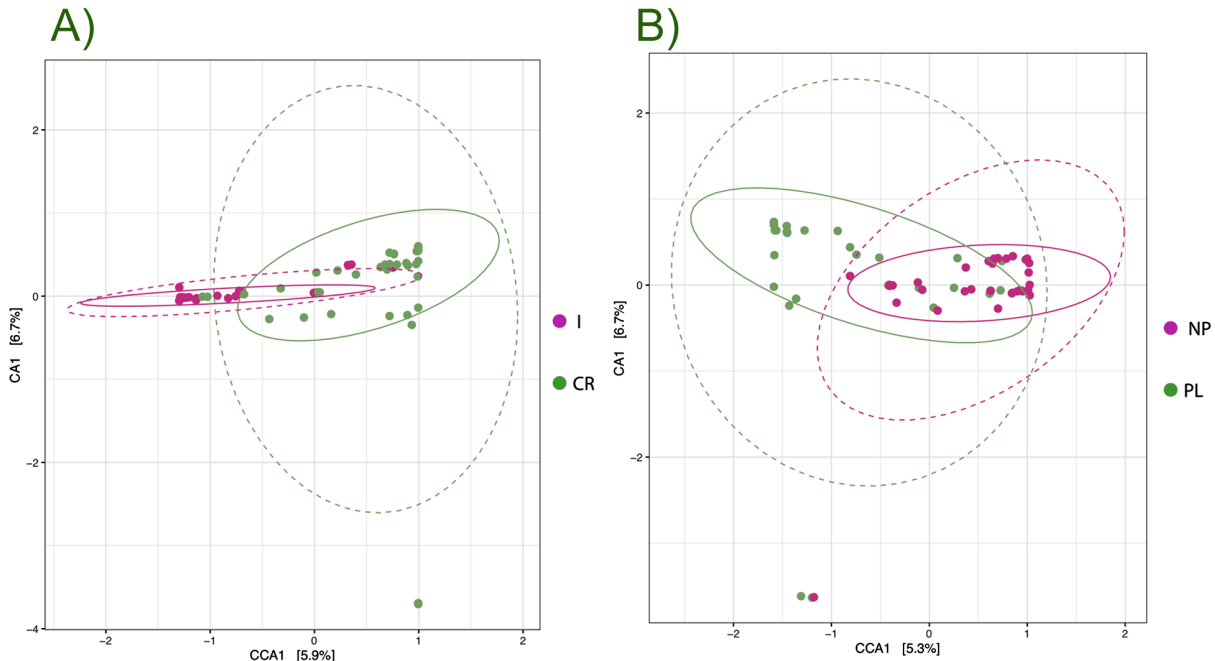 A)
B)
2
0
−2
−4
−2
−1
0
1
2
CA1 [6.7%]
CCA1 [5.9%]
I
CR
2
0
−2
−2
−1
0
1
2
CA1 [6.7%]
CCA1 [5.3%]
NP
PL